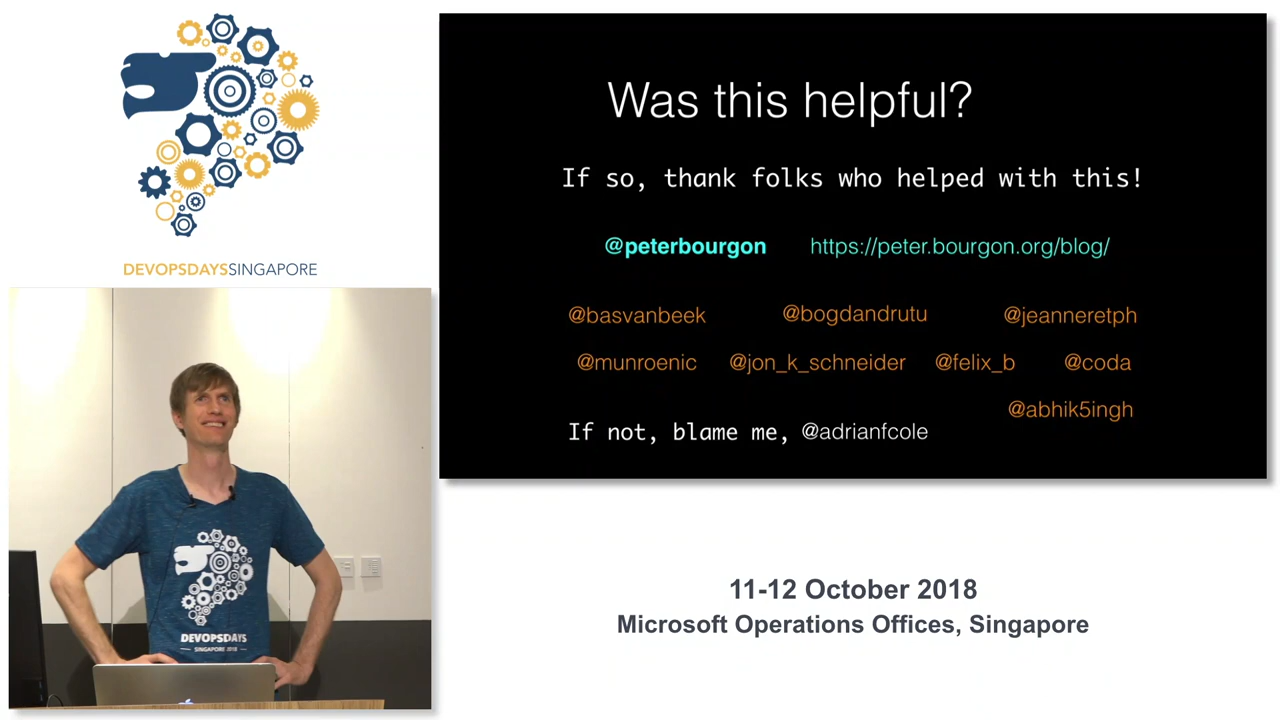 DEVOPSDAYSSINGAPORE
Was this helpful?
If so, thank folks who helped with this!
@peterbourgon https://peter.bourgon.org/blog/
@basvanbeek @bogdandrutu @jeanneretph
@munroenic @jon_k_schneider @felix_b @coda
@abhik5ingh
If not, blame me, @adrianfcole
DEVOPSDAYS
SINGAPORE 2018
11-12 October 2018
Microsoft Operations Offices, Singapore